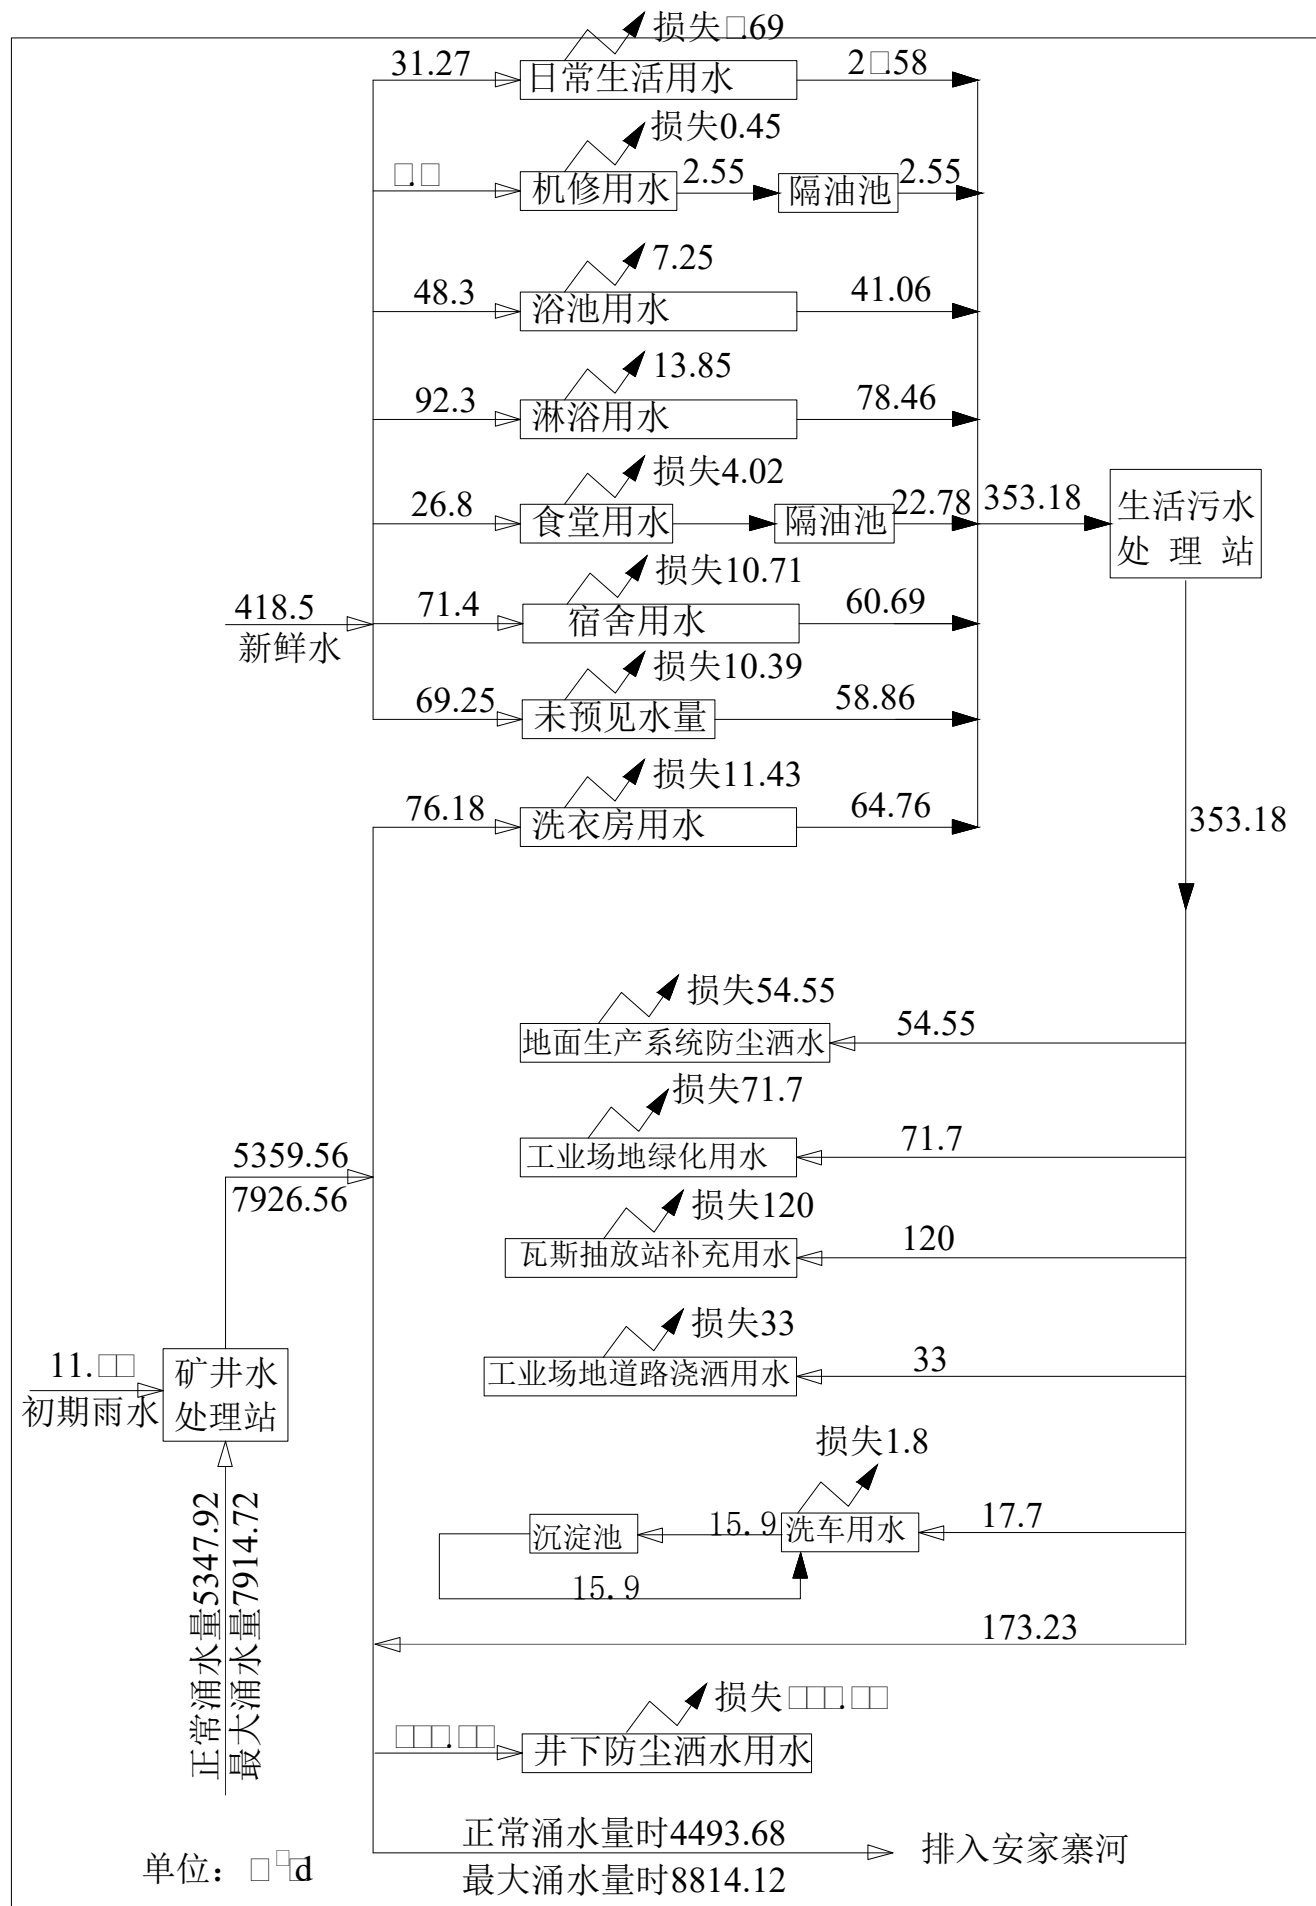 损失□.69
31.27
日常生活用水
2□.58
损失0.45
□.□
机修用水
2.55
隔油池
2.55
7.25
48.3
浴池用水
41.06
13.85
92.3
淋浴用水
78.46
损失4.02
26.8
食堂用水
隔油池
22.78
353.18
生活污水
处理站
损失10.71
418.5
新鲜水
71.4
宿舍用水
60.69
损失10.39
69.25
未预见水量
58.86
损失11.43
76.18
洗衣房用水
64.76
353.18
损失54.55
地面生产系统防尘洒水
54.55
损失71.7
工业场地绿化用水
71.7
5359.56
7926.56
损失120
瓦斯抽放站补充用水
120
损失33
工业场地道路浇洒用水
33
11.□□
初期雨水
矿井水
处理站
正常涌水量5347.92
最大涌水量7914.72
损失1.8
沉淀池
15.9
洗车用水
17.7
15.9
173.23
损失□□□.□□
□□□.□□
井下防尘洒水用水
正常涌水量时4493.68
最大涌水量时8814.12
排入安家寨河
单位：□□□d